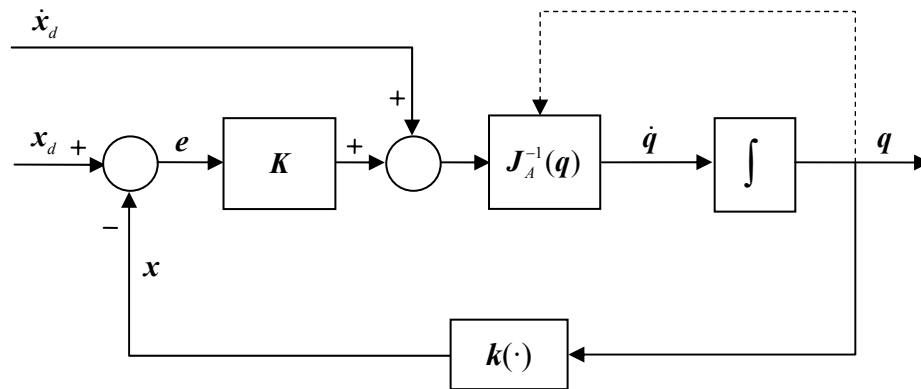 ẋ_d
+
x_d + e K + J_A^{-1}(q) q̇ ∫ q
−
x
k(·)